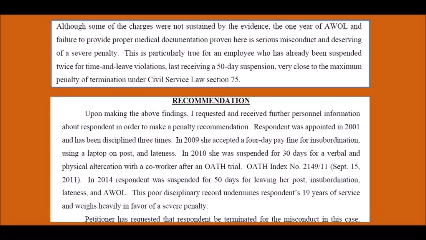 Although some of the charges were not sustained by the evidence, the one year of AWOL and
failure to provide proper medical documentation proven here is serious misconduct and deserving
of a severe penalty. This is particularly true for an employee who has already been suspended
twice for time-and-leave violations, last receiving a 50-day suspension, very close to the maximum
penalty of termination under Civil Service Law section 75.
RECOMMENDATION
Upon making the above findings, I requested and received further personnel information
about respondent in order to make a penalty recommendation. Respondent was appointed in 2001
and has been disciplined three times. In 2009 she accepted a four-day pay fine for insubordination,
using a laptop on post, and lateness. In 2010 she was suspended for 30 days for a verbal and
physical altercation with a co-worker after an OATH trial. OATH Index No. 2149/11 (Sept. 15,
2011). In 2014 respondent was suspended for 50 days for leaving her post, insubordination,
lateness, and AWOL. This poor disciplinary record undermines respondent's 19 years of service
and weighs heavily in favor of a severe penalty.
Petitioner has requested that respondent be terminated for the misconduct in this case.